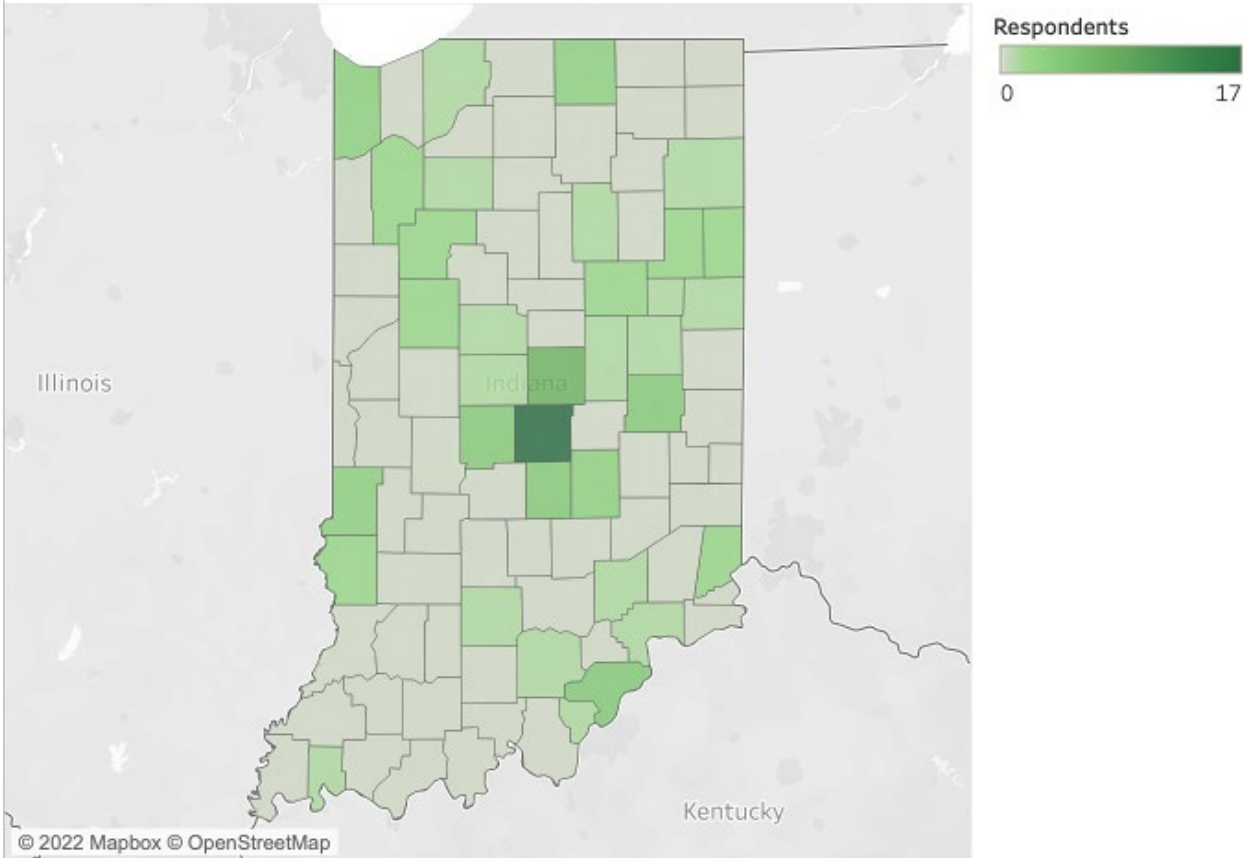 Respondents
0 17
Illinois
Indiana
Kentucky
© 2022 Mapbox © OpenStreetMap